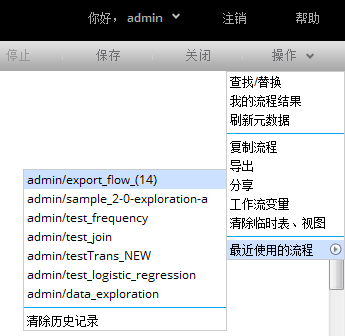 你好， admin 注销 帮助
停止 保存 关闭 操作
查找/替换
我的流程结果
刷新元数据
复制流程
导出
分享
工作流变量
清除临时表、视图
最近使用的流程
admin/export_flow_(14)
admin/sample_2-0-exploration-a
admin/test_frequency
admin/test_join
admin/testTrans_NEW
admin/test_logistic_regression
admin/data_exploration
清除历史记录